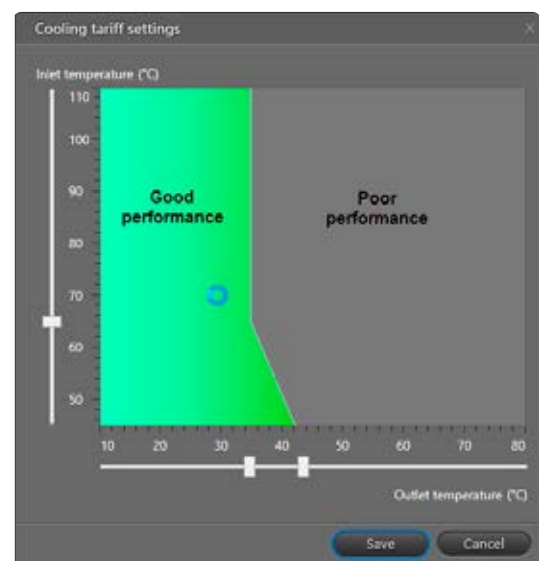 Cooling tariff settings
Inlet temperature (°C)
110
100
90
80
70
60
50
Good
performance
Poor
performance
10 20 30 40 50 60 70 80
Outlet temperature (°C)
Save Cancel